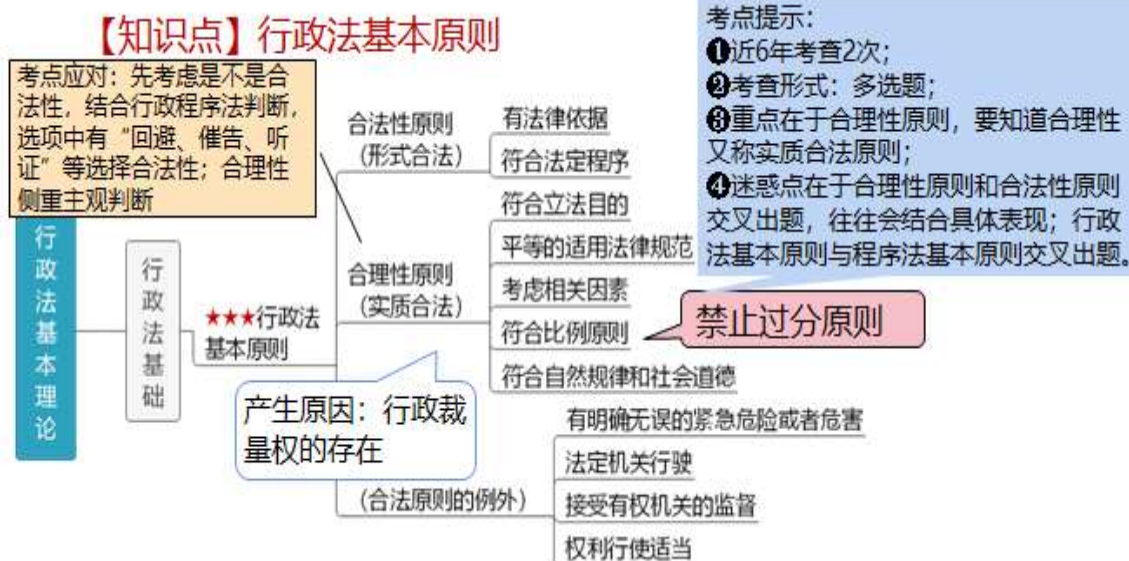 【知识点】行政法基本原则
考点应对：先考虑是不是合
法性，结合行政程序法判断，
选项中有“回避、催告、听
证”等选择合法性；合理性
侧重主观判断
考点提示：
❶近6年考查2次；
❷考查形式：多选题；
❸重点在于合理性原则，要知道合理性
又称实质合法原则；
❹迷惑点在于合理性原则和合法性原则
交叉出题，往往会结合具体表现；行政
法基本原则与程序法基本原则交叉出题。
行政法基本理论
行政法基础
★★★行政法
基本原则
合法性原则
（形式合法）
有法律依据
符合法定程序
合理性原则
（实质合法）
符合立法目的
平等的适用法律规范
考虑相关因素
符合比例原则
符合自然规律和社会道德
禁止过分原则
产生原因：行政裁
量权的存在
（合法原则的例外）
有明确无误的紧急危险或者危害
法定机关行驶
接受有权机关的监督
权利行使适当